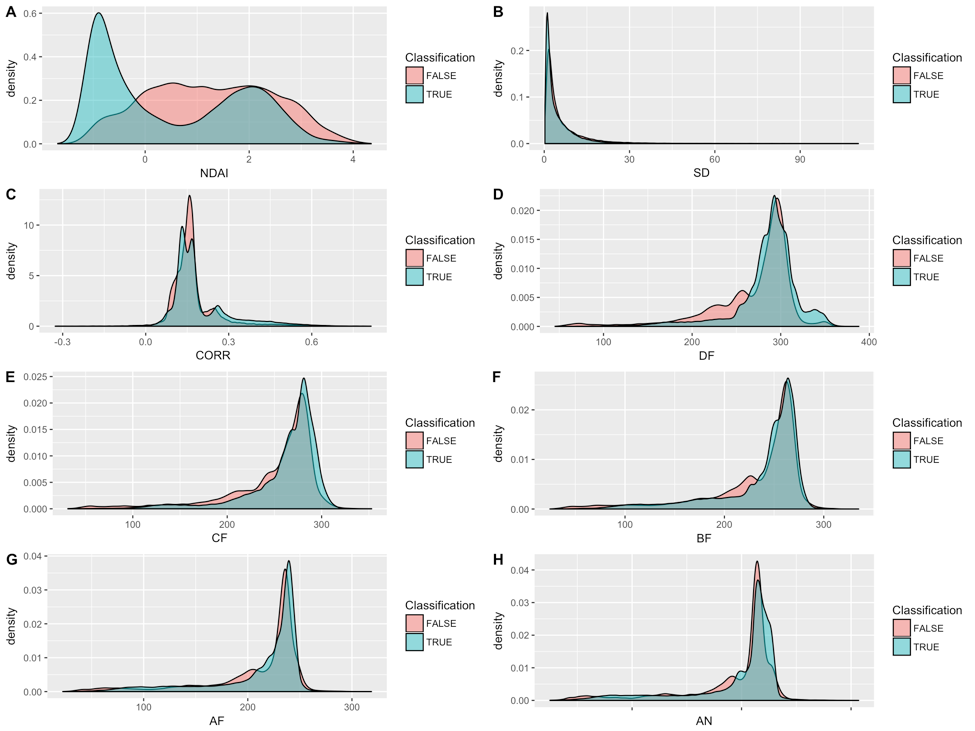 A
0.6
0.4
0.2
0.0
density
0
2
4
NDAI
Classification
FALSE
TRUE
B
0.2
0.1
0.0
density
0
30
60
90
SD
Classification
FALSE
TRUE
C
10
5
0
density
-0.3
0.0
0.3
0.6
CORR
Classification
FALSE
TRUE
D
0.020
0.015
0.010
0.005
0.000
density
100
200
300
400
DF
Classification
FALSE
TRUE
E
0.025
0.020
0.015
0.010
0.005
0.000
density
100
200
300
CF
Classification
FALSE
TRUE
F
0.02
0.01
0.00
density
100
200
300
BF
Classification
FALSE
TRUE
G
0.04
0.03
0.02
0.01
0.00
density
100
200
300
AF
Classification
FALSE
TRUE
H
0.04
0.03
0.02
0.01
0.00
density
AN
Classification
FALSE
TRUE